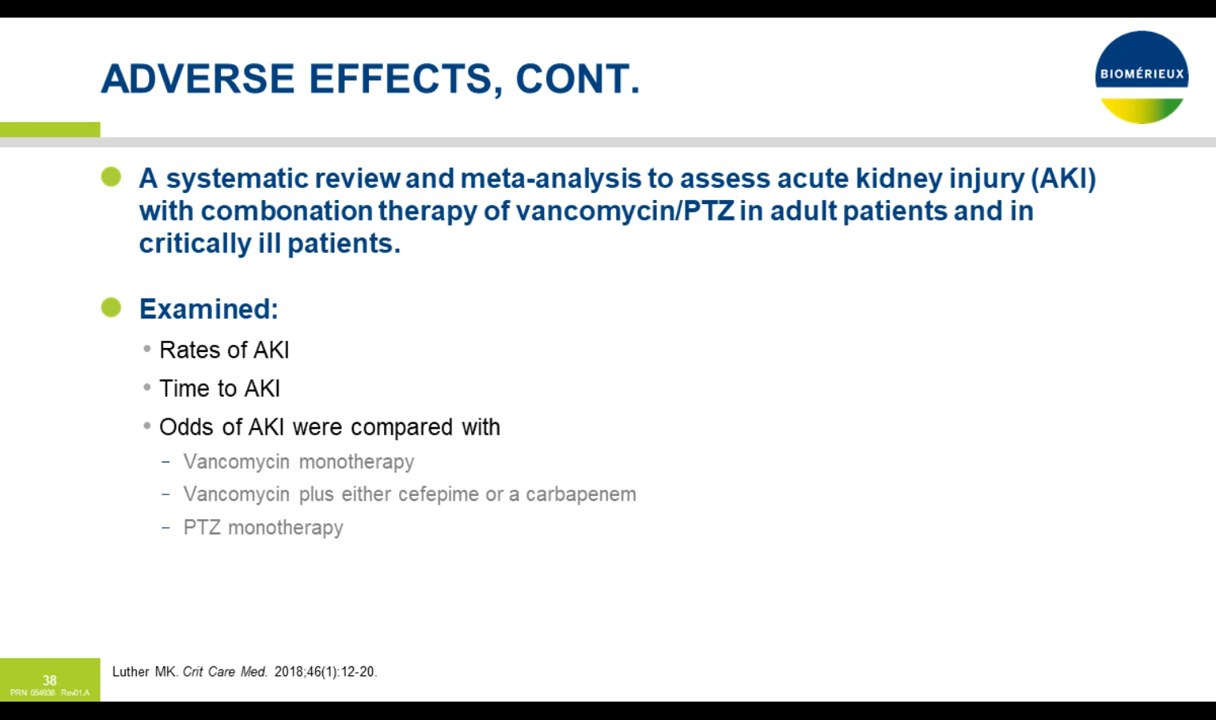 ADVERSE EFFECTS, CONT.
BIOMÉRIEUX
A systematic review and meta-analysis to assess acute kidney injury (AKI)
with combonation therapy of vancomycin/PTZ in adult patients and in
critically ill patients.
Examined:
Rates of AKI
Time to AKI
Odds of AKI were compared with
Vancomycin monotherapy
Vancomycin plus either cefepime or a carbapenem
PTZ monotherapy
Luther MK. Crit Care Med. 2018;46(1):12-20.
38
PRN 054938 Rev01.A